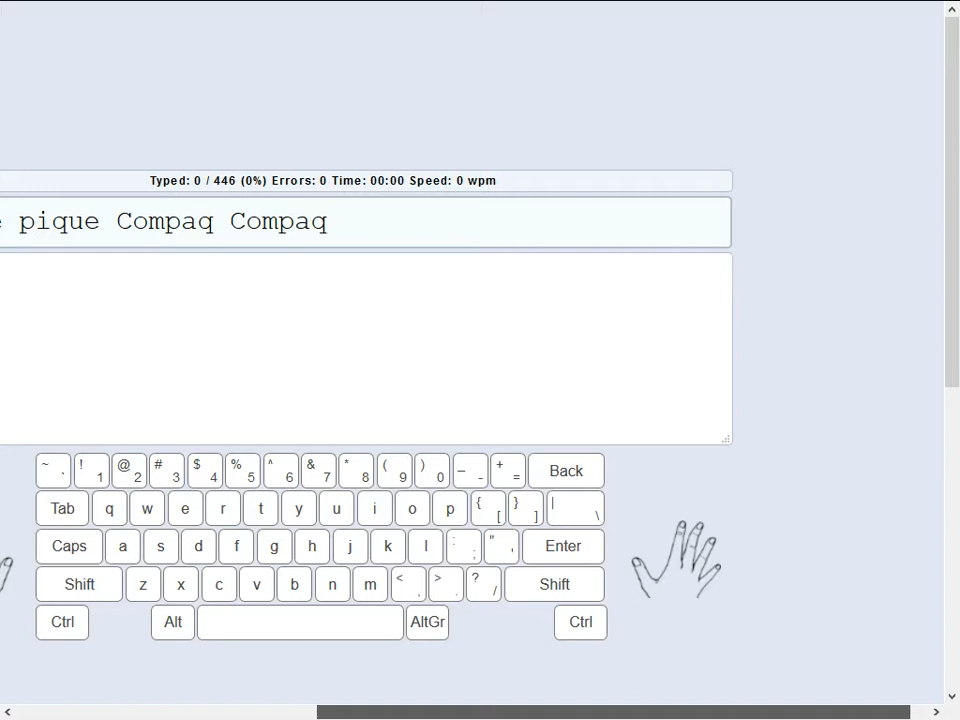 Typed: 0 / 446 (0%) Errors: 0 Time: 00:00 Speed: 0 wpm
pique Compaq Compaq
~ ` ! 1 @ 2 # 3 $ 4 % 5 ^ 6 & 7 * 8 ( 9 ) 0 _ - + = Back
Tab q w e r t y u i o p { [ } ] | \
Caps a s d f g h j k l : ; " ' Enter
Shift z x c v b n m < , > . ? / Shift
Ctrl Alt AltGr Ctrl